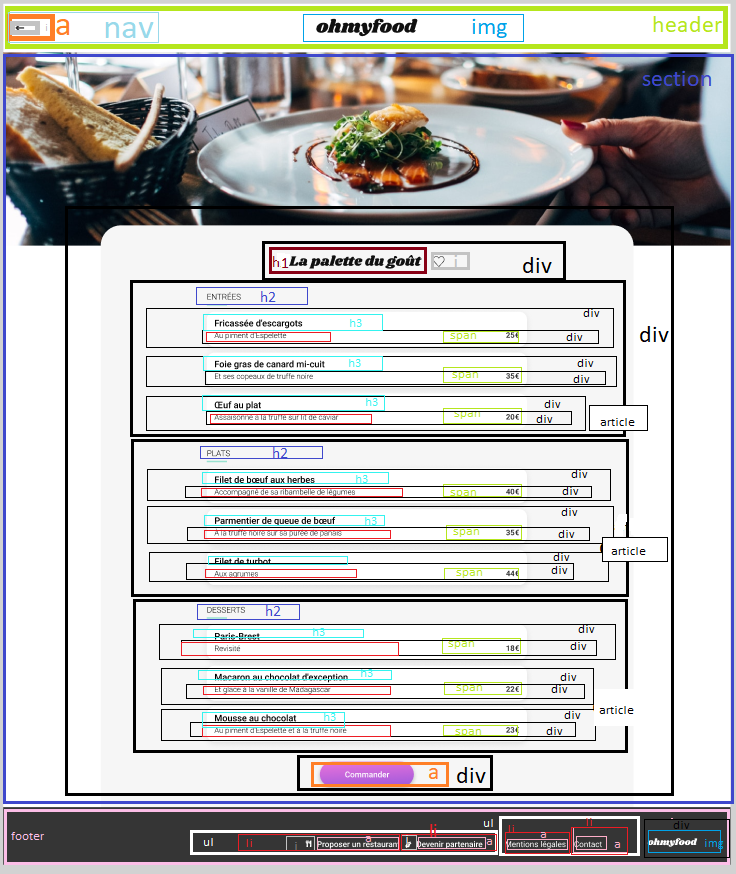 ← a nav ohmyfood img header
section
h1 La palette du goût ♡ i div
ENTRÉES h2
div
Fricassée d'escargots h3
Au piment d'Espelette span 25€ div
div
Foie gras de canard mi-cuit h3 div
Et ses copeaux de truffe noire span 35€ div
Œuf au plat h3 div
Assaisonné à la truffe sur lit de caviar span 20€ div
article
PLATS h2
Filet de bœuf aux herbes h3 div
Accompagné de sa ribambelle de légumes span 40€ div
Parmentier de queue de bœuf h3 div
À la truffe noire sur sa purée de panais span 35€ div
article
Filet de turbot div
Aux agrumes span 44€ div
DESSERTS h2
Paris-Brest h3 div
Revisité span 18€ div
Macaron au chocolat d'exception h3 div
Et glace à la vanille de Madagascar span 22€ div
article
Mousse au chocolat h3 div
Au piment d'Espelette et à la truffe noire span 23€ div
Commander a div
footer ul li i Proposer un restaurant a Devenir partenaire a li ul
li Mentions légales a li Contact a
div ohmyfood img